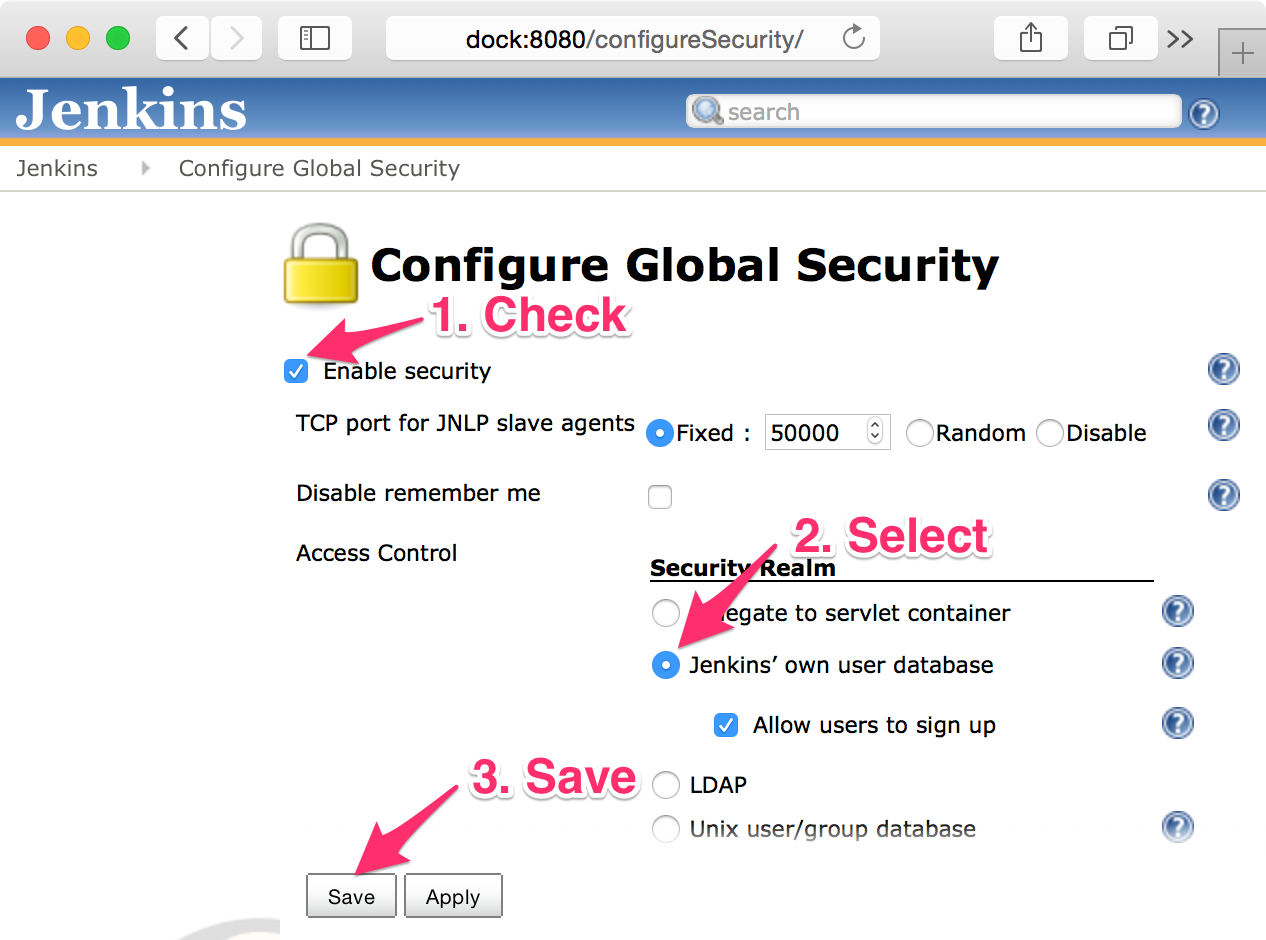 dock:8080/configureSecurity/
Jenkins
search
Jenkins Configure Global Security
Configure Global Security
1. Check
Enable security
TCP port for JNLP slave agents Fixed : 50000 Random Disable
Disable remember me
2. Select
Access Control
Security Realm
egate to servlet container
Jenkins’ own user database
Allow users to sign up
3. Save
LDAP
Unix user/group database
Save Apply